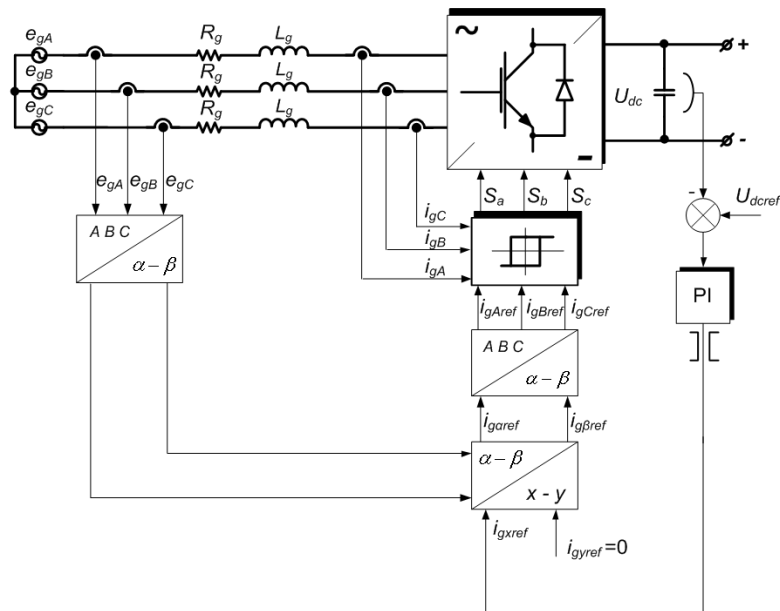 e_gA
R_g
L_g
~
+
e_gB
R_g
L_g
U_dc
e_gC
R_g
L_g
-
-
e_gA
e_gB
e_gC
S_a
S_b
S_c
-
U_dcref
i_gC
A B C
i_gB
α – β
i_gA
PI
i_gAref
i_gBref
i_gCref
A B C
α – β
i_gαref
i_gβref
α – β
x - y
i_gxref
i_gyref=0